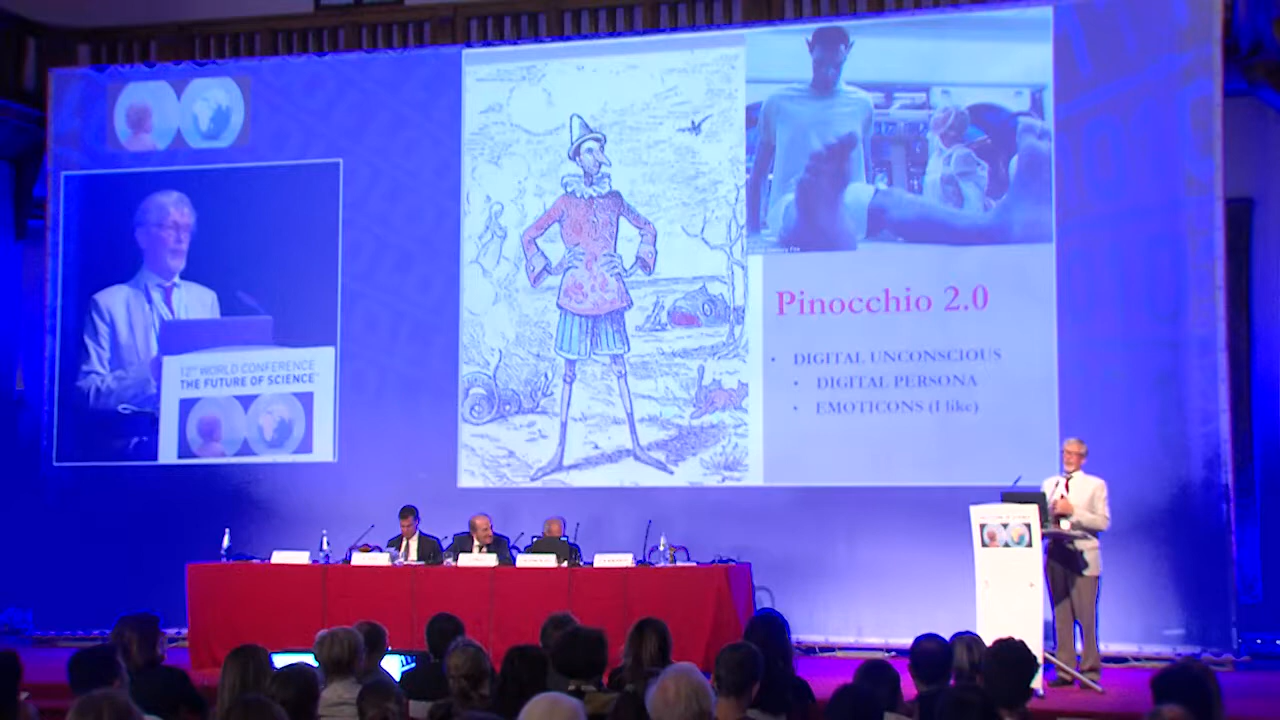 12TH WORLD CONFERENCE
THE FUTURE OF SCIENCE
Pinocchio 2.0
• DIGITAL UNCONSCIOUS
• DIGITAL PERSONA
• EMOTICONS (I like)